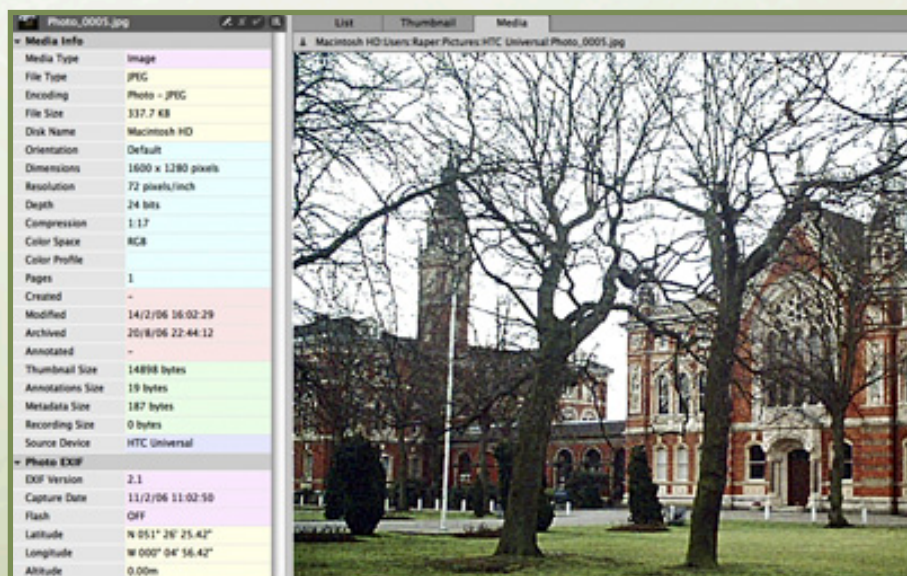 Photo_0005.jpg
List Thumbnail Media
Macintosh HD:Users:Raper:Pictures:HTC Universal:Photo_0005.jpg
Media Info
Media Type Image
File Type JPEG
Encoding Photo - JPEG
File Size 337.7 KB
Disk Name Macintosh HD
Orientation Default
Dimensions 1600 x 1280 pixels
Resolution 72 pixels/inch
Depth 24 bits
Compression 1:17
Color Space RGB
Color Profile
Pages 1
Created -
Modified 14/2/06 16:02:29
Archived 20/8/06 22:44:12
Annotated -
Thumbnail Size 14898 bytes
Annotations Size 19 bytes
Metadata Size 187 bytes
Recording Size 0 bytes
Source Device HTC Universal
Photo EXIF
EXIF Version 2.1
Capture Date 11/2/06 11:02:50
Flash OFF
Latitude N 051° 26' 25.42"
Longitude W 000° 04' 56.42"
Altitude 0.00m